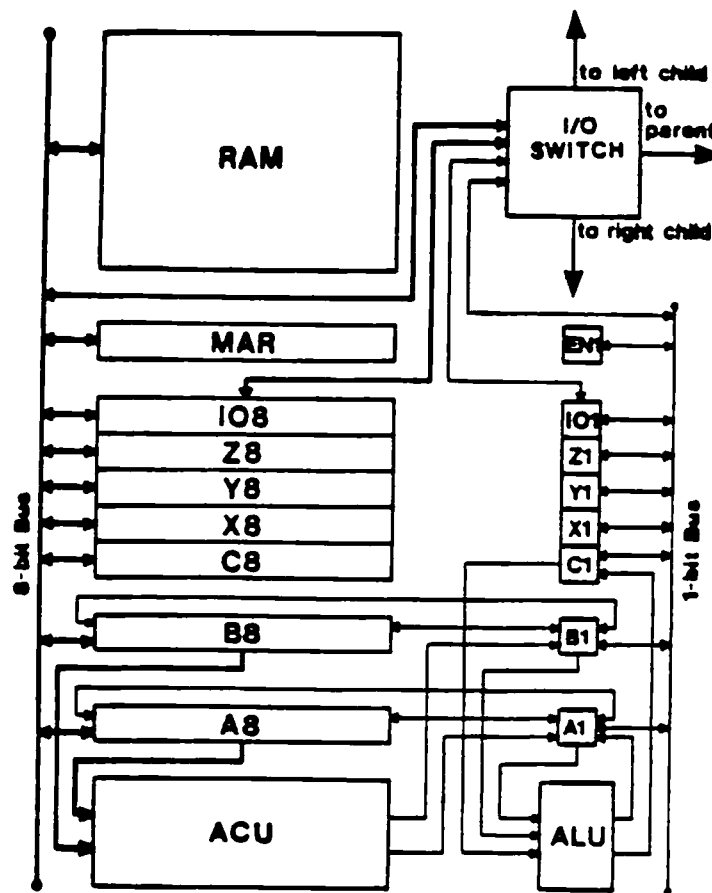 to left child
I/O
SWITCH
to
parent
RAM
to right child
MAR
EN1
IO8
IO1
Z8
Z1
Y8
Y1
X8
X1
C8
C1
8-bit Bus
1-bit Bus
B8
B1
A8
A1
ACU
ALU